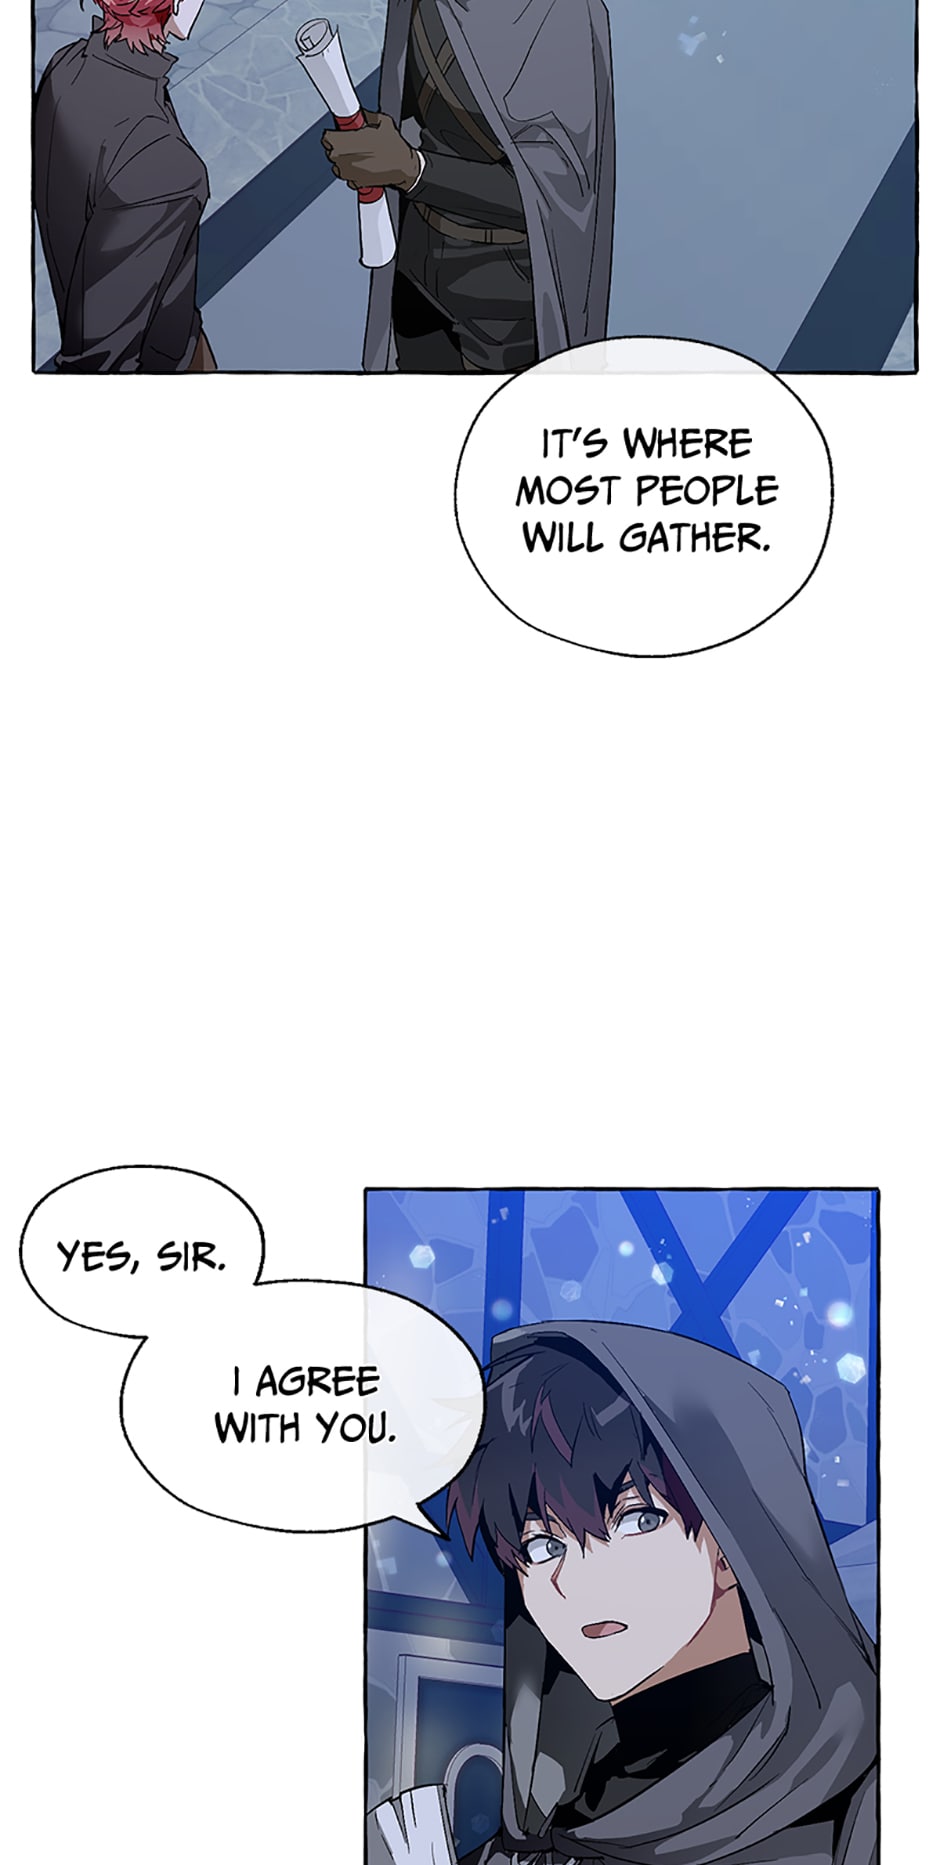 IT'S WHERE
MOST PEOPLE
WILL GATHER.
YES, SIR.
I AGREE
WITH YOU.